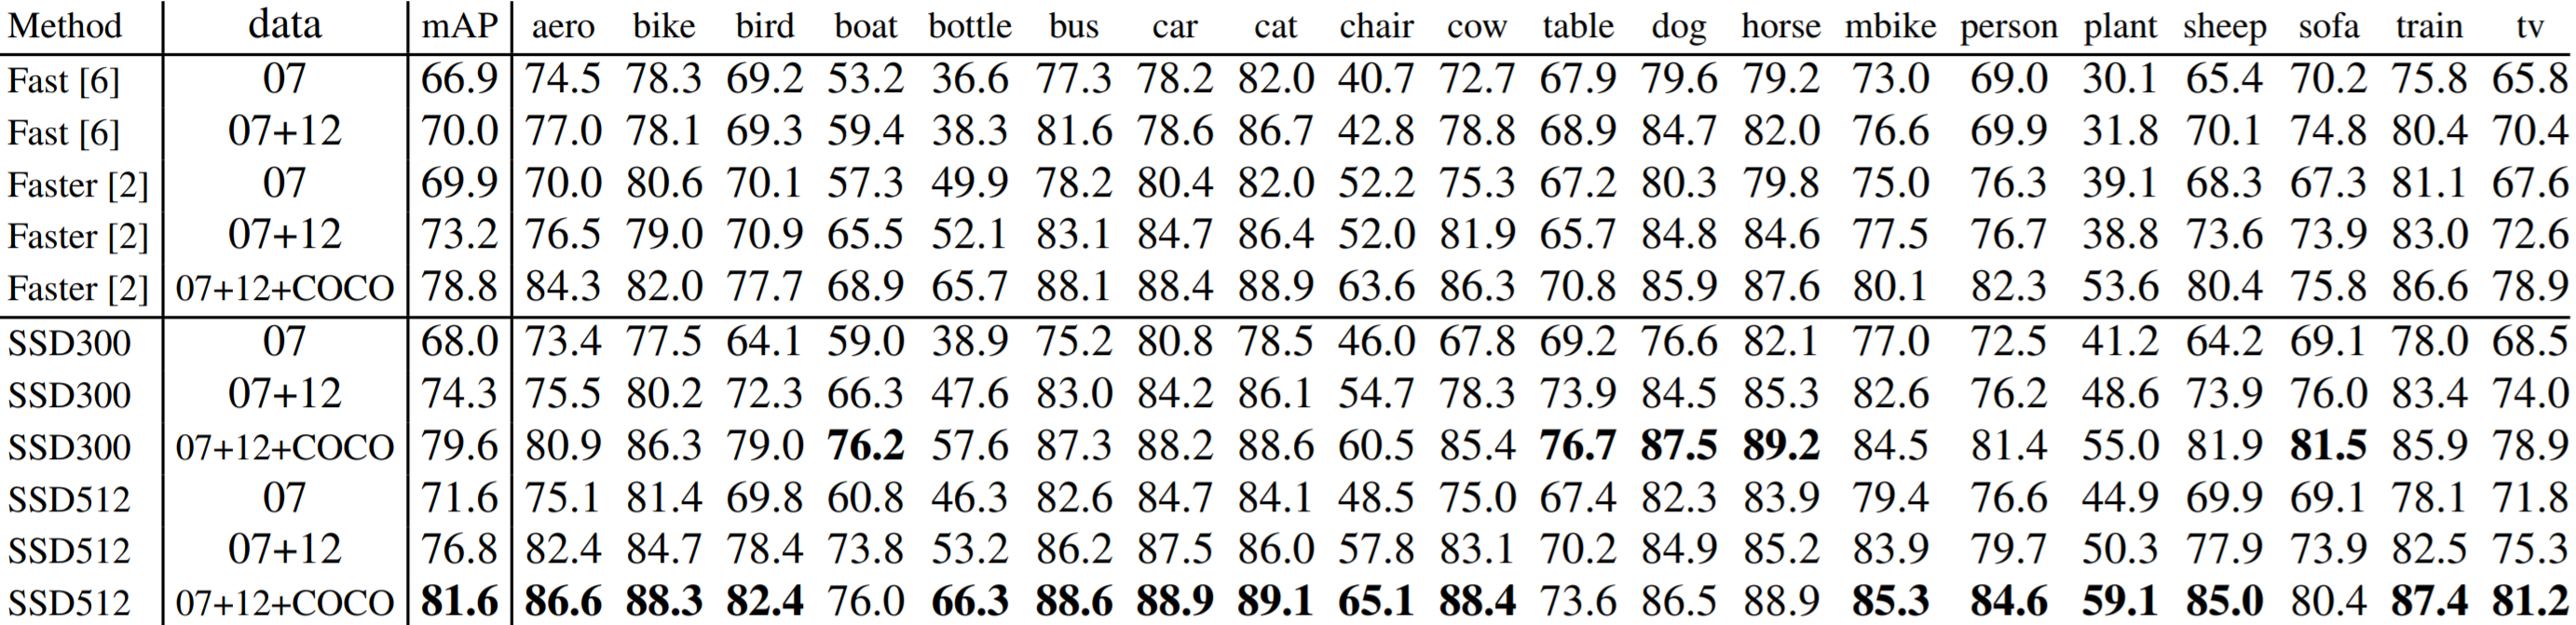 Method data mAP aero bike bird boat bottle bus car cat chair cow table dog horse mbike person plant sheep sofa train tv
Fast [6] 07 66.9 74.5 78.3 69.2 53.2 36.6 77.3 78.2 82.0 40.7 72.7 67.9 79.6 79.2 73.0 69.0 30.1 65.4 70.2 75.8 65.8
Fast [6] 07+12 70.0 77.0 78.1 69.3 59.4 38.3 81.6 78.6 86.7 42.8 78.8 68.9 84.7 82.0 76.6 69.9 31.8 70.1 74.8 80.4 70.4
Faster [2] 07 69.9 70.0 80.6 70.1 57.3 49.9 78.2 80.4 82.0 52.2 75.3 67.2 80.3 79.8 75.0 76.3 39.1 68.3 67.3 81.1 67.6
Faster [2] 07+12 73.2 76.5 79.0 70.9 65.5 52.1 83.1 84.7 86.4 52.0 81.9 65.7 84.8 84.6 77.5 76.7 38.8 73.6 73.9 83.0 72.6
Faster [2] 07+12+COCO 78.8 84.3 82.0 77.7 68.9 65.7 88.1 88.4 88.9 63.6 86.3 70.8 85.9 87.6 80.1 82.3 53.6 80.4 75.8 86.6 78.9
SSD300 07 68.0 73.4 77.5 64.1 59.0 38.9 75.2 80.8 78.5 46.0 67.8 69.2 76.6 82.1 77.0 72.5 41.2 64.2 69.1 78.0 68.5
SSD300 07+12 74.3 75.5 80.2 72.3 66.3 47.6 83.0 84.2 86.1 54.7 78.3 73.9 84.5 85.3 82.6 76.2 48.6 73.9 76.0 83.4 74.0
SSD300 07+12+COCO 79.6 80.9 86.3 79.0 76.2 57.6 87.3 88.2 88.6 60.5 85.4 76.7 87.5 89.2 84.5 81.4 55.0 81.9 81.5 85.9 78.9
SSD512 07 71.6 75.1 81.4 69.8 60.8 46.3 82.6 84.7 84.1 48.5 75.0 67.4 82.3 83.9 79.4 76.6 44.9 69.9 69.1 78.1 71.8
SSD512 07+12 76.8 82.4 84.7 78.4 73.8 53.2 86.2 87.5 86.0 57.8 83.1 70.2 84.9 85.2 83.9 79.7 50.3 77.9 73.9 82.5 75.3
SSD512 07+12+COCO 81.6 86.6 88.3 82.4 76.0 66.3 88.6 88.9 89.1 65.1 88.4 73.6 86.5 88.9 85.3 84.6 59.1 85.0 80.4 87.4 81.2